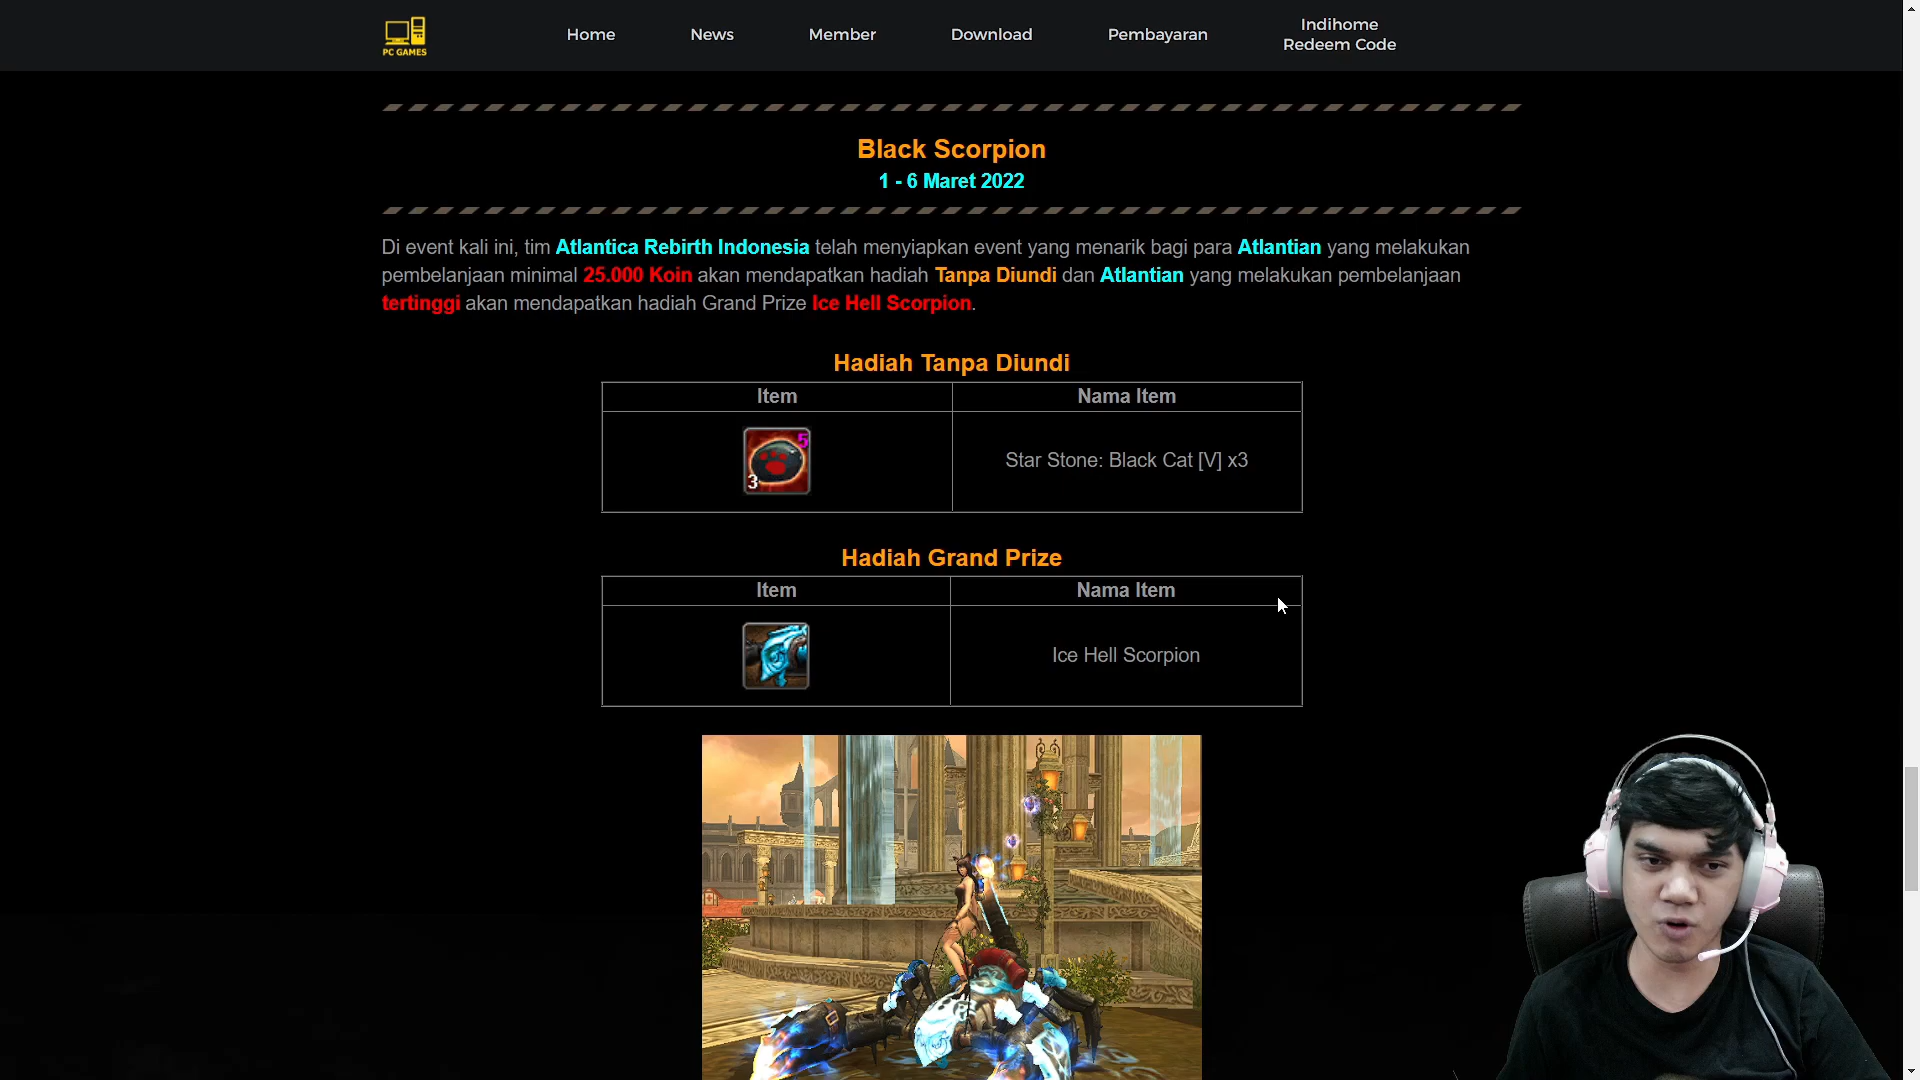 PC GAMES
Home
News
Member
Download
Pembayaran
Indihome
Redeem Code
Black Scorpion
1 - 6 Maret 2022
Di event kali ini, tim Atlantica Rebirth Indonesia telah menyiapkan event yang menarik bagi para Atlantian yang melakukan
pembelanjaan minimal 25.000 Koin akan mendapatkan hadiah Tanpa Diundi dan Atlantian yang melakukan pembelanjaan
tertinggi akan mendapatkan hadiah Grand Prize Ice Hell Scorpion.
Hadiah Tanpa Diundi
Item
Nama Item
5
3
Star Stone: Black Cat [V] x3
Hadiah Grand Prize
Item
Nama Item
Ice Hell Scorpion